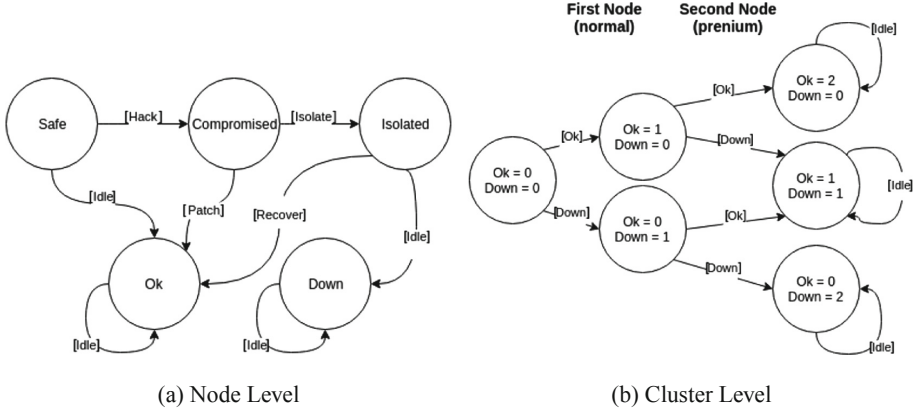 Safe
[Hack]
Compromised
[Isolate]
Isolated
[Idle]
[Patch]
[Recover]
[Idle]
Ok
Down
[Idle]
[Idle]
(a) Node Level
First Node
(normal)
Second Node
(prenium)
Ok = 0
Down = 0
[Ok]
[Down]
Ok = 1
Down = 0
Ok = 0
Down = 1
[Ok]
[Down]
[Ok]
[Down]
Ok = 2
Down = 0
[Idle]
Ok = 1
Down = 1
[Idle]
Ok = 0
Down = 2
[Idle]
(b) Cluster Level